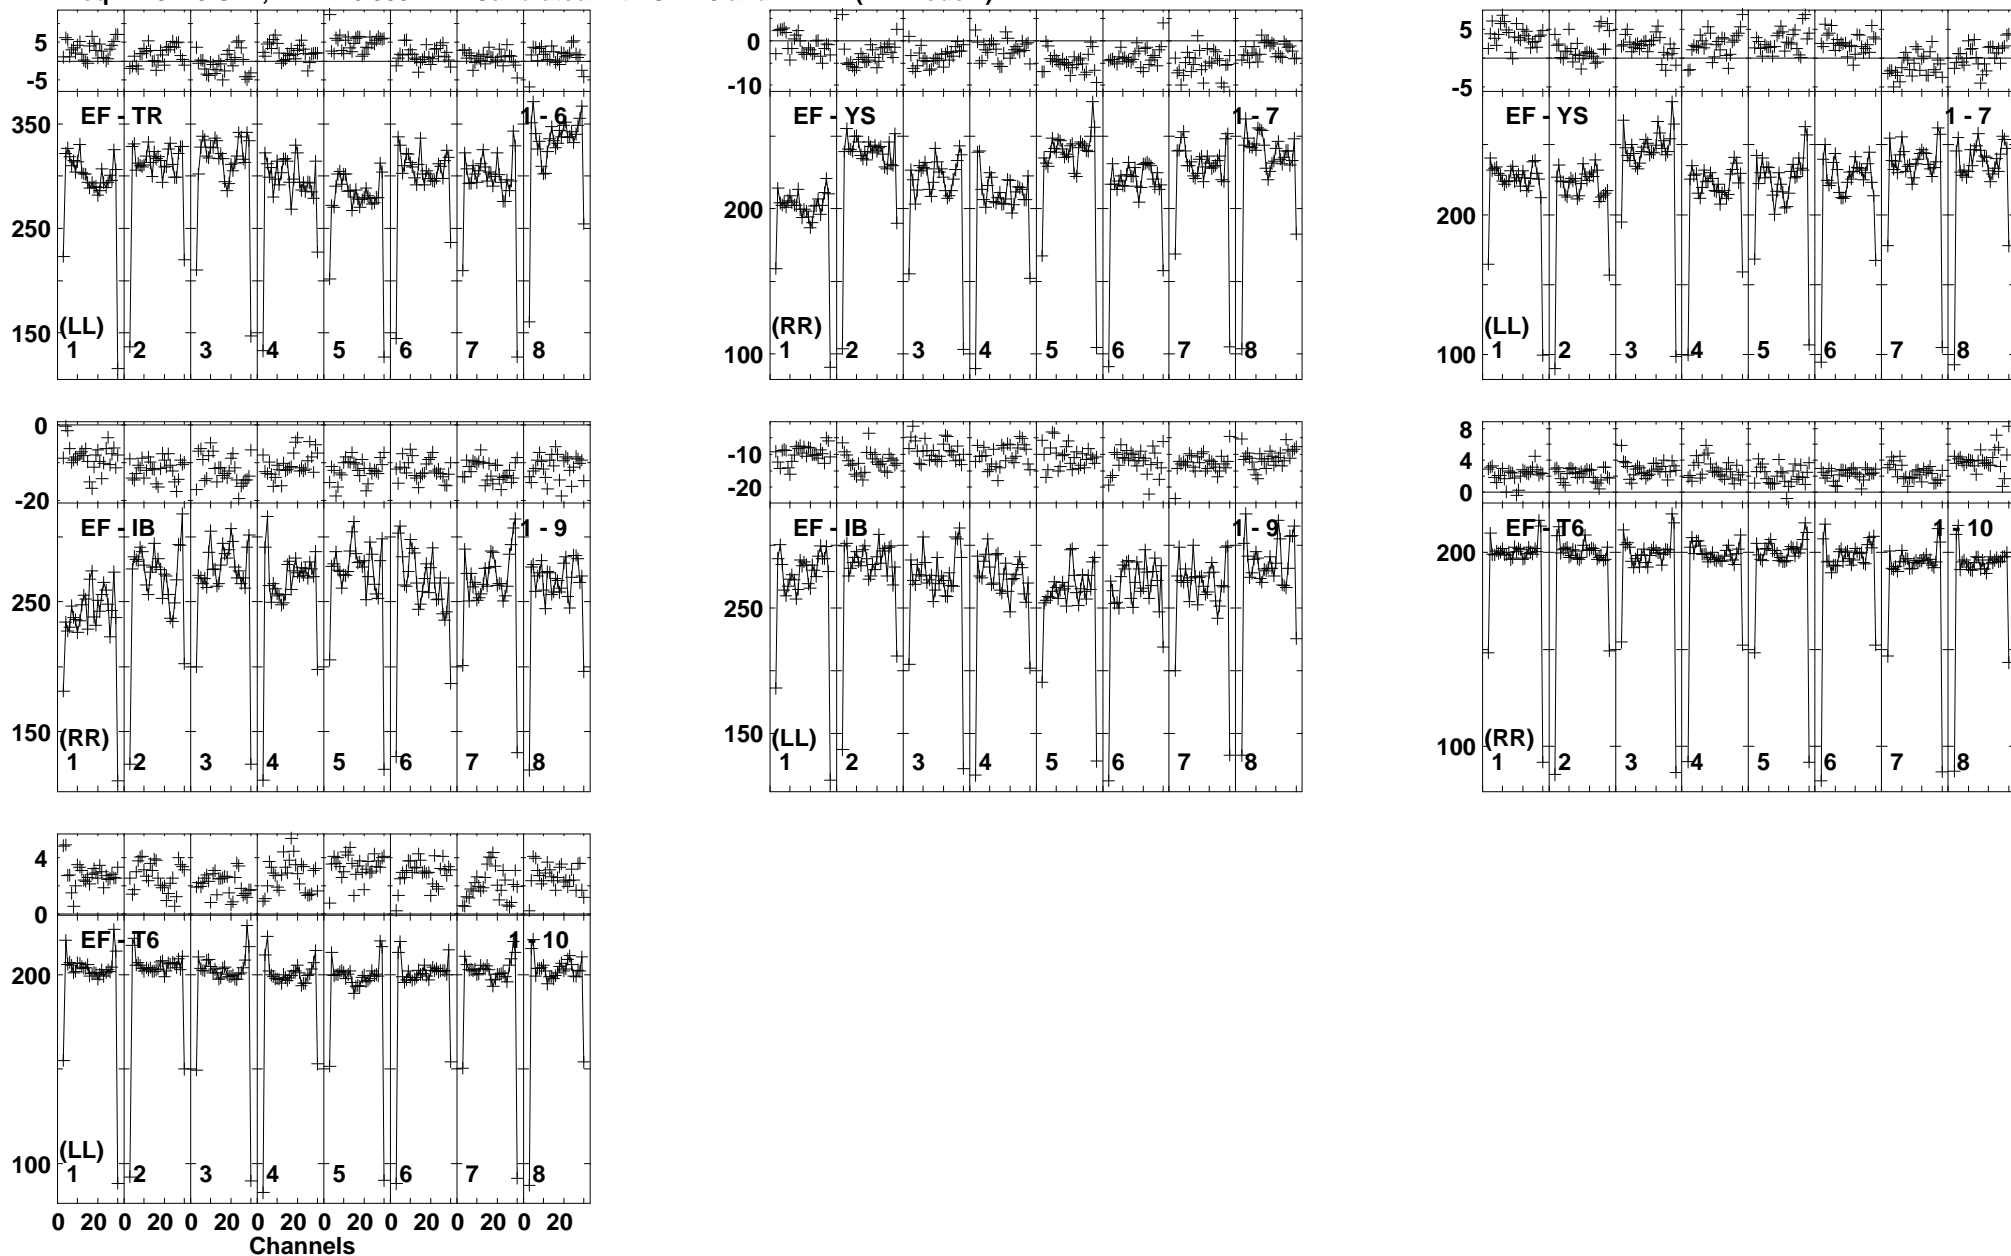 5
-5
EF - TR
1 - 6
350
250
150
(LL)
1 2 3 4 5 6 7 8
0
-10
EF - YS
1 - 7
200
100
(RR)
1 2 3 4 5 6 7 8
5
-5
EF - YS
1 - 7
200
100
(LL)
1 2 3 4 5 6 7 8
0
-20
EF - IB
1 - 9
250
150
(RR)
1 2 3 4 5 6 7 8
-10
-20
EF - IB
1 - 9
250
150
(LL)
1 2 3 4 5 6 7 8
8
4
0
EF - T6
1 - 10
200
100
(RR)
1 2 3 4 5 6 7 8
4
0
EF - T6
1 - 10
200
100
(LL)
1 2 3 4 5 6 7 8
0 20 0 20 0 20 0 20 0 20 0 20 0 20 0 20
Channels